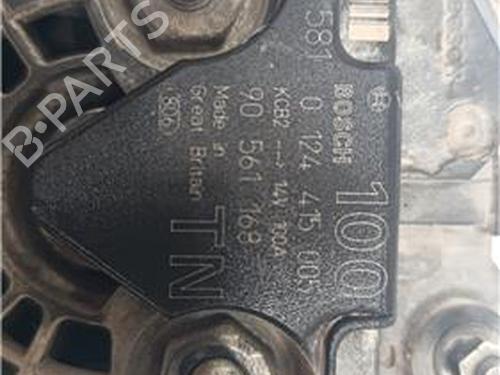 581
BOSCH 100
0 124 415 005
KCB2 --> 14V 100A
90 561 168
TN
Made in
Great Britain
B-PARTS